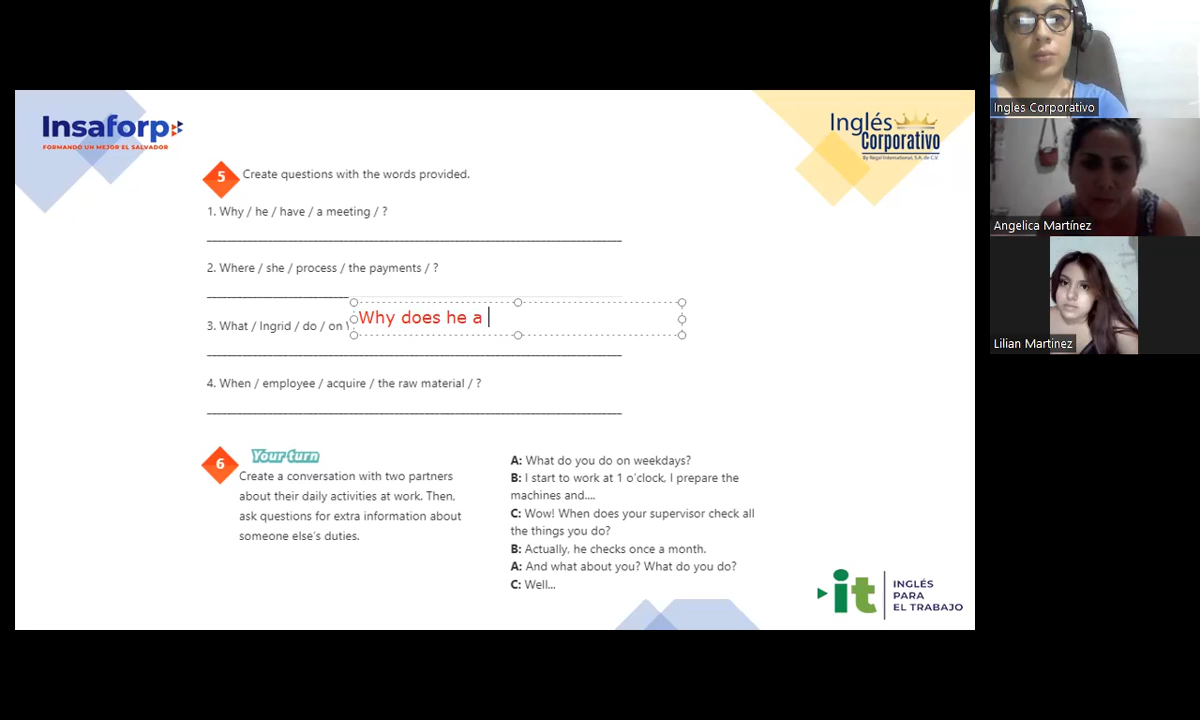 Insaforp
FORMANDO UN MEJOR EL SALVADOR
Inglés
Corporativo
By Regal International, S.A. de C.V.
5
Create questions with the words provided.
1. Why / he / have / a meeting / ?
2. Where / she / process / the payments / ?
Why does he a
3. What / Ingrid / do / on
4. When / employee / acquire / the raw material / ?
6
Your turn
Create a conversation with two partners
about their daily activities at work. Then,
ask questions for extra information about
someone else's duties.
A: What do you do on weekdays?
B: I start to work at 1 o'clock, I prepare the
machines and....
C: Wow! When does your supervisor check all
the things you do?
B: Actually, he checks once a month.
A: And what about you? What do you do?
C: Well...
it
INGLÉS
PARA
EL TRABAJO
Ingles Corporativo
Angelica Martínez
Lilian Martinez